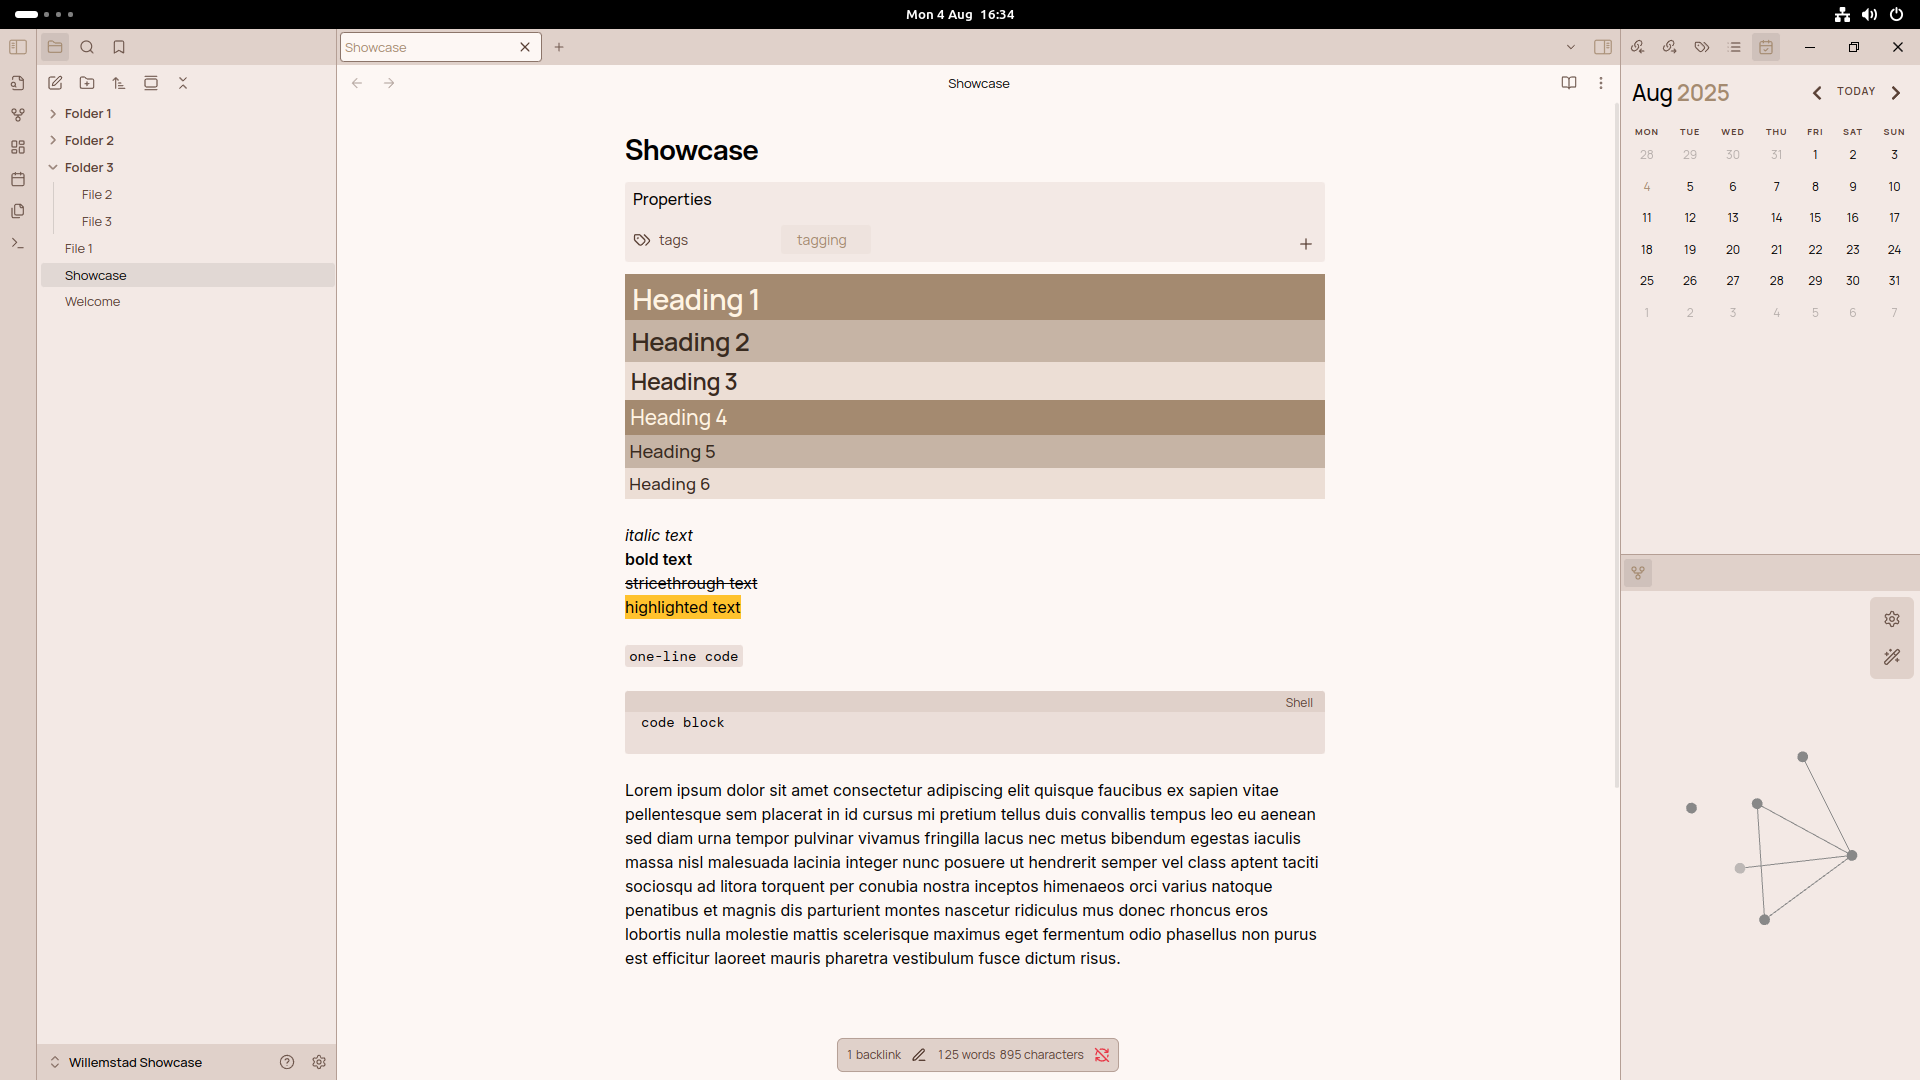 Mon 4 Aug 16:34
Showcase
Showcase
Folder 1
Folder 2
Folder 3
File 2
File 3
File 1
Showcase
Welcome
Willemstad Showcase
Showcase
Properties
tags
tagging
Heading 1
Heading 2
Heading 3
Heading 4
Heading 5
Heading 6
italic text
bold text
stricethrough text
highlighted text
one-line code
Shell
code block
Lorem ipsum dolor sit amet consectetur adipiscing elit quisque faucibus ex sapien vitae
pellentesque sem placerat in id cursus mi pretium tellus duis convallis tempus leo eu aenean
sed diam urna tempor pulvinar vivamus fringilla lacus nec metus bibendum egestas iaculis
massa nisl malesuada lacinia integer nunc posuere ut hendrerit semper vel class aptent taciti
sociosqu ad litora torquent per conubia nostra inceptos himenaeos orci varius natoque
penatibus et magnis dis parturient montes nascetur ridiculus mus donec rhoncus eros
lobortis nulla molestie mattis scelerisque maximus eget fermentum odio phasellus non purus
est efficitur laoreet mauris pharetra vestibulum fusce dictum risus.
1 backlink 125 words 895 characters
Aug 2025
TODAY
MON TUE WED THU FRI SAT SUN
28 29 30 31 1 2 3
4 5 6 7 8 9 10
11 12 13 14 15 16 17
18 19 20 21 22 23 24
25 26 27 28 29 30 31
1 2 3 4 5 6 7